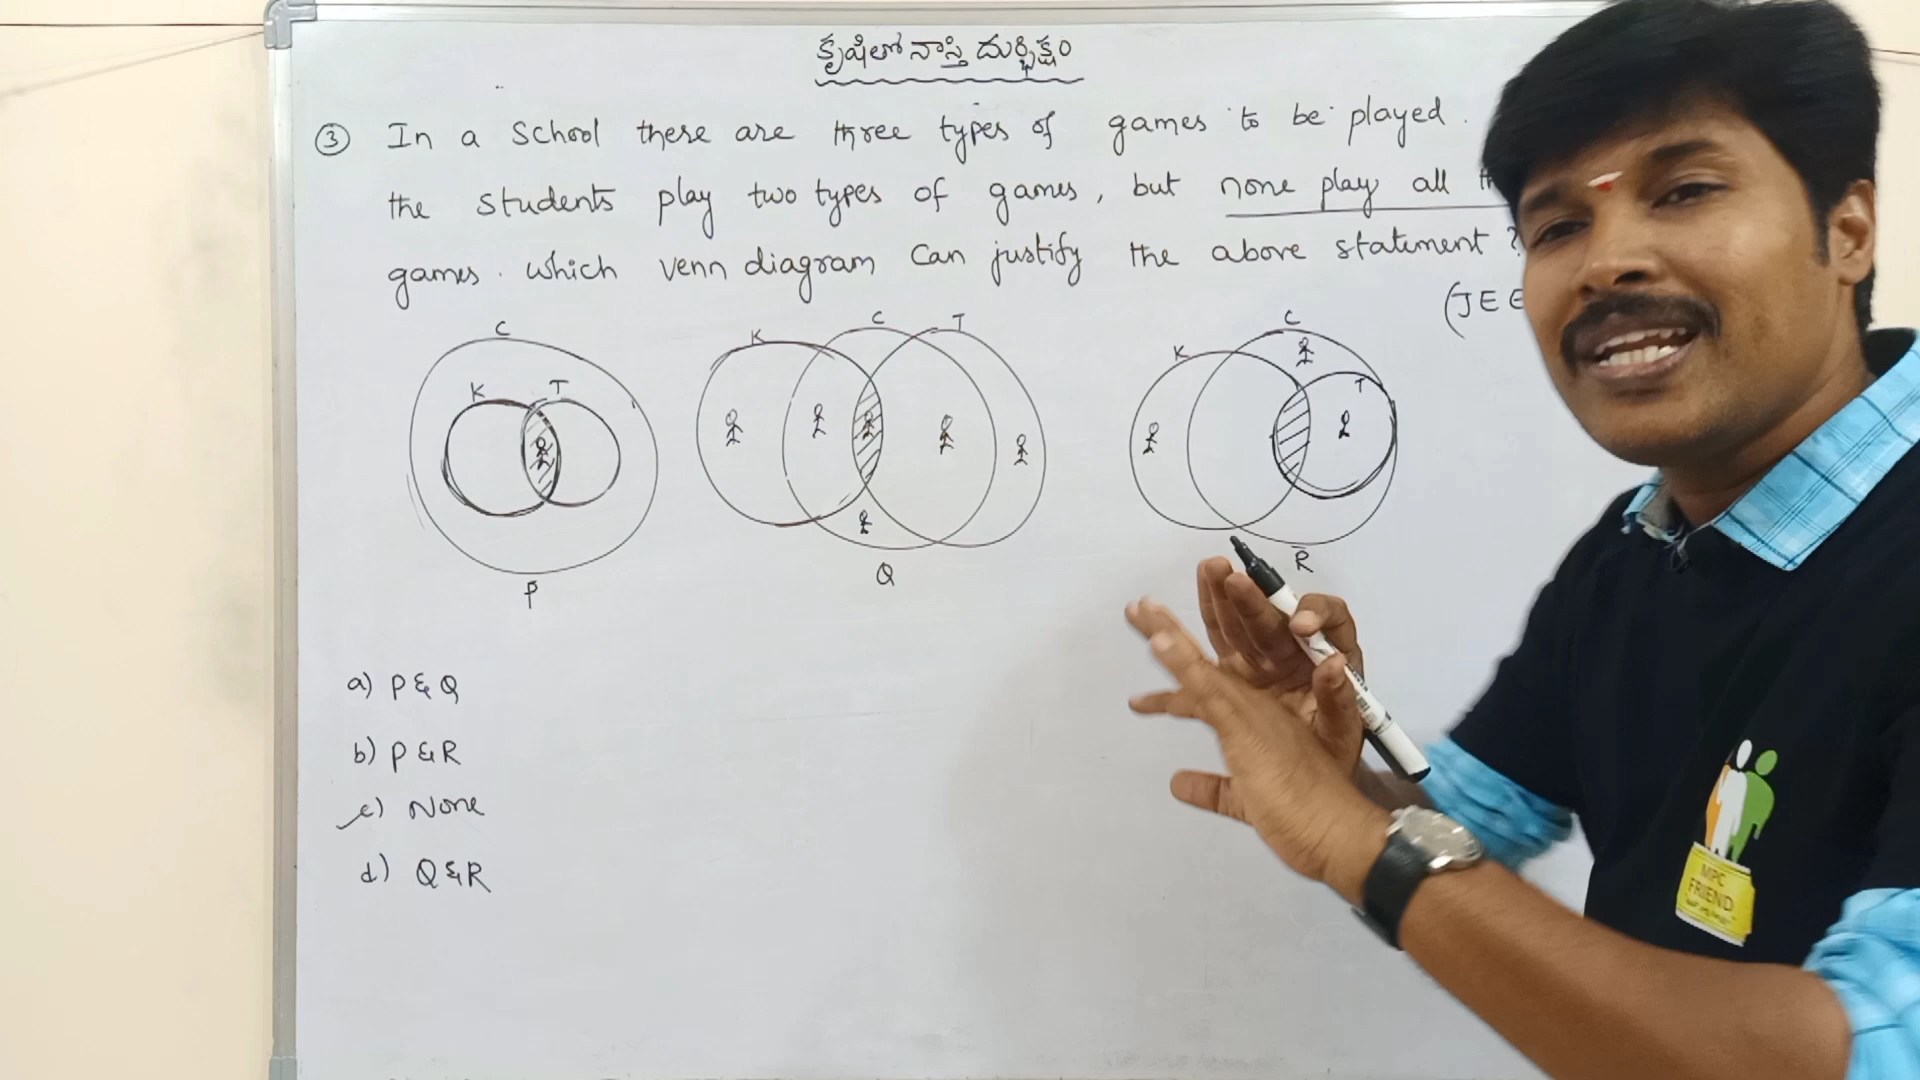 కృషితో నాస్తి దుర్భిక్షం
③ In a School there are three types of games to be played.
the students play two types of games, but none play all
games. which venn diagram can justify the above statement?
(JEE
C
K T
P
K C T
Q
K C
T
R
a) P & Q
b) P & R
c) None
d) Q & R
MPC
FRIEND